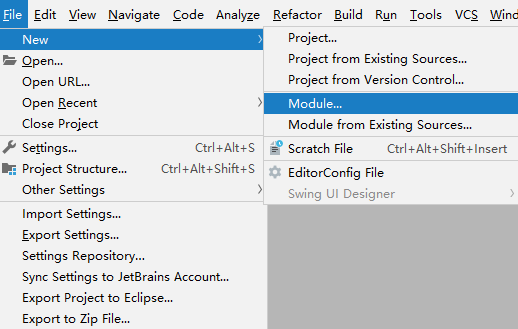 File Edit View Navigate Code Analyze Refactor Build Run Tools VCS Wind
New
Open...
Open URL...
Open Recent
Close Project
Settings... Ctrl+Alt+S
Project Structure... Ctrl+Alt+Shift+S
Other Settings
Import Settings...
Export Settings...
Settings Repository...
Sync Settings to JetBrains Account...
Export Project to Eclipse...
Export to Zip File...
Project...
Project from Existing Sources...
Project from Version Control...
Module...
Module from Existing Sources...
Scratch File Ctrl+Alt+Shift+Insert
EditorConfig File
Swing UI Designer